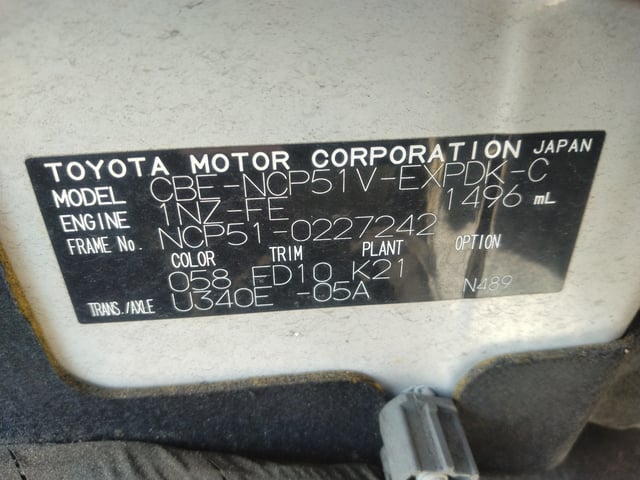 TOYOTA MOTOR CORPORATION JAPAN
MODEL CBE-NCP51V-EXPDK-C
ENGINE 1NZ-FE 1496 mL
FRAME No. NCP51-0227242
COLOR TRIM PLANT OPTION
058 ED10 K21
TRANS./AXLE U340E -05A N489